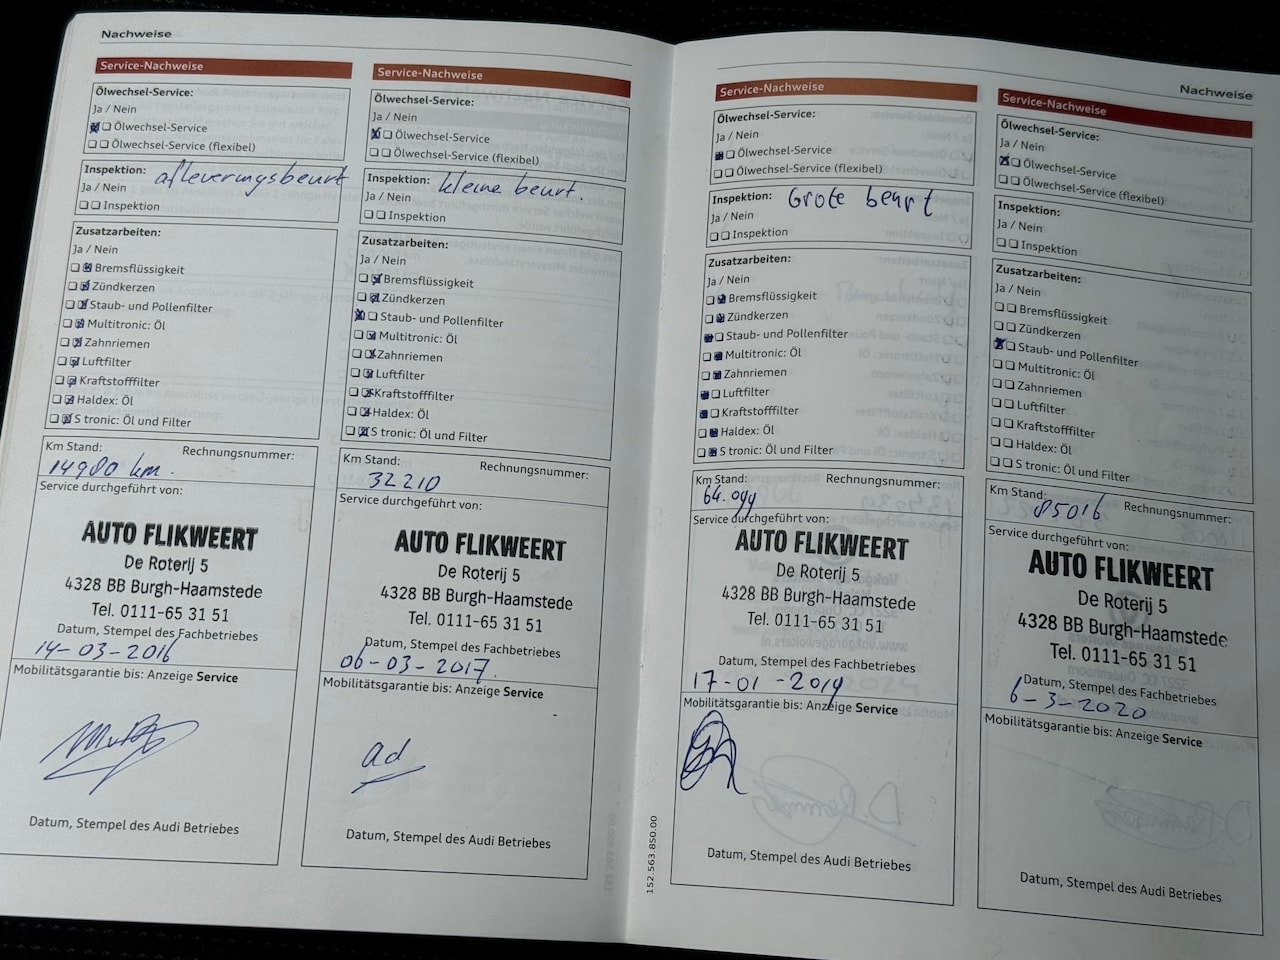 Nachweise
Service-Nachweise
Ölwechsel-Service:
Ja / Nein
Ölwechsel-Service
Ölwechsel-Service (flexibel)
Inspektion: afleveringsbeurt
Ja / Nein
Inspektion
Zusatzarbeiten:
Ja / Nein
Bremsflüssigkeit
Zündkerzen
Staub- und Pollenfilter
Multitronic: Öl
Zahnriemen
Luftfilter
Kraftstofffilter
Haldex: Öl
S tronic: Öl und Filter
Km Stand: Rechnungsnummer:
14980 km.
Service durchgeführt von:
AUTO FLIKWEERT
De Roterij 5
4328 BB Burgh-Haamstede
Tel. 0111-65 31 51
Datum, Stempel des Fachbetriebes
14-03-2016
Mobilitätsgarantie bis: Anzeige Service
Datum, Stempel des Audi Betriebes
Service-Nachweise
Ölwechsel-Service:
Ja / Nein
Ölwechsel-Service
Ölwechsel-Service (flexibel)
Inspektion: kleine beurt.
Ja / Nein
Inspektion
Zusatzarbeiten:
Ja / Nein
Bremsflüssigkeit
Zündkerzen
Staub- und Pollenfilter
Multitronic: Öl
Zahnriemen
Luftfilter
Kraftstofffilter
Haldex: Öl
S tronic: Öl und Filter
Km Stand: Rechnungsnummer:
32210
Service durchgeführt von:
AUTO FLIKWEERT
De Roterij 5
4328 BB Burgh-Haamstede
Tel. 0111-65 31 51
Datum, Stempel des Fachbetriebes
06-03-2017.
Mobilitätsgarantie bis: Anzeige Service
ad
Datum, Stempel des Audi Betriebes
Nachweise
Service-Nachweise
Ölwechsel-Service:
Ja / Nein
Ölwechsel-Service
Ölwechsel-Service (flexibel)
Inspektion: Grote beurt
Ja / Nein
Inspektion
Zusatzarbeiten:
Ja / Nein
Bremsflüssigkeit
Zündkerzen
Staub- und Pollenfilter
Multitronic: Öl
Zahnriemen
Luftfilter
Kraftstofffilter
Haldex: Öl
S tronic: Öl und Filter
Km Stand: Rechnungsnummer:
Service durchgeführt von:
AUTO FLIKWEERT
De Roterij 5
4328 BB Burgh-Haamstede
Tel. 0111-65 31 51
Datum, Stempel des Fachbetriebes
17-01-2019
Mobilitätsgarantie bis: Anzeige Service
Datum, Stempel des Audi Betriebes
152.563.850.00
Service-Nachweise
Ölwechsel-Service:
Ja / Nein
Ölwechsel-Service
Ölwechsel-Service (flexibel)
Inspektion:
Ja / Nein
Inspektion
Zusatzarbeiten:
Ja / Nein
Bremsflüssigkeit
Zündkerzen
Staub- und Pollenfilter
Multitronic: Öl
Zahnriemen
Luftfilter
Kraftstofffilter
Haldex: Öl
S tronic: Öl und Filter
Km Stand: Rechnungsnummer:
85016
Service durchgeführt von:
AUTO FLIKWEERT
De Roterij 5
4328 BB Burgh-Haamstede
Tel. 0111-65 31 51
Datum, Stempel des Fachbetriebes
6-3-2020
Mobilitätsgarantie bis: Anzeige Service
Datum, Stempel des Audi Betriebes